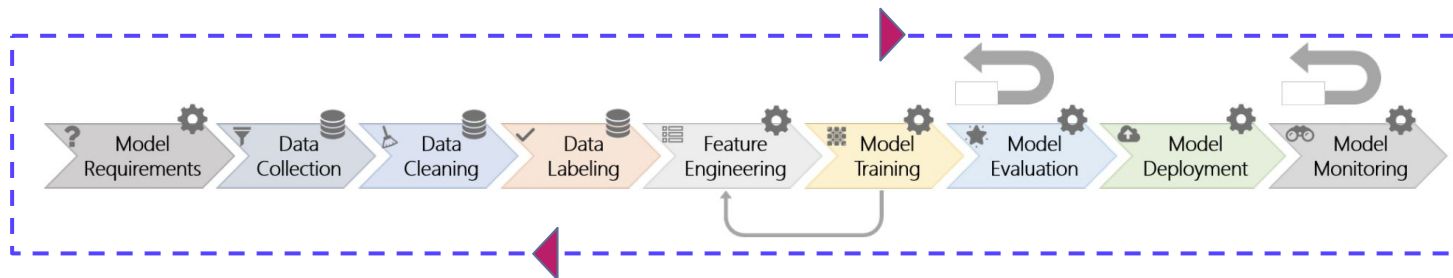 Model
Requirements
Data
Collection
Data
Cleaning
Data
Labeling
Feature
Engineering
Model
Training
Model
Evaluation
Model
Deployment
Model
Monitoring